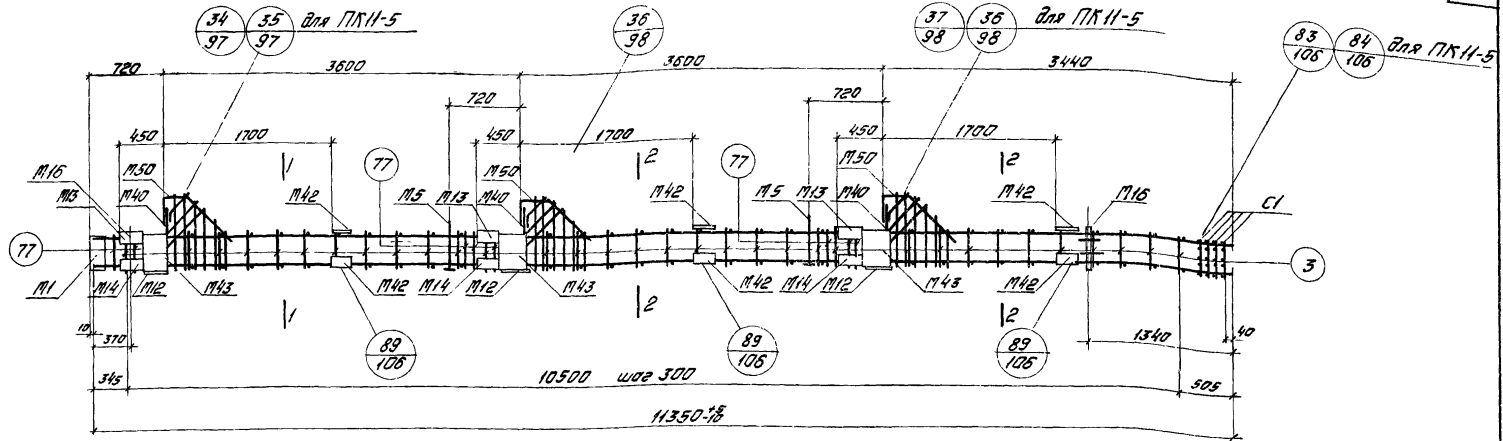 34/97 35/97 для ПК11-5
36/98
37/98 36/98 для ПК11-5
83/106 84/106 для ПК11-5
720 3600 3600 3440
720 720
450 1700 450 1700 450 1700
М16 М50 1 77 М50 2 77 М50 2
М13 М40 М42 М5 М13 М40 М42 М5 М13 М40 М42 М16 С1
77 3
М1 М14 М12 М43 М42 М14 М12 М43 М42 М14 М12 М43 М42
1 2 2
10 370 89/106 89/106 89/106 1340 40
345 10500 шаг 300 505
11350